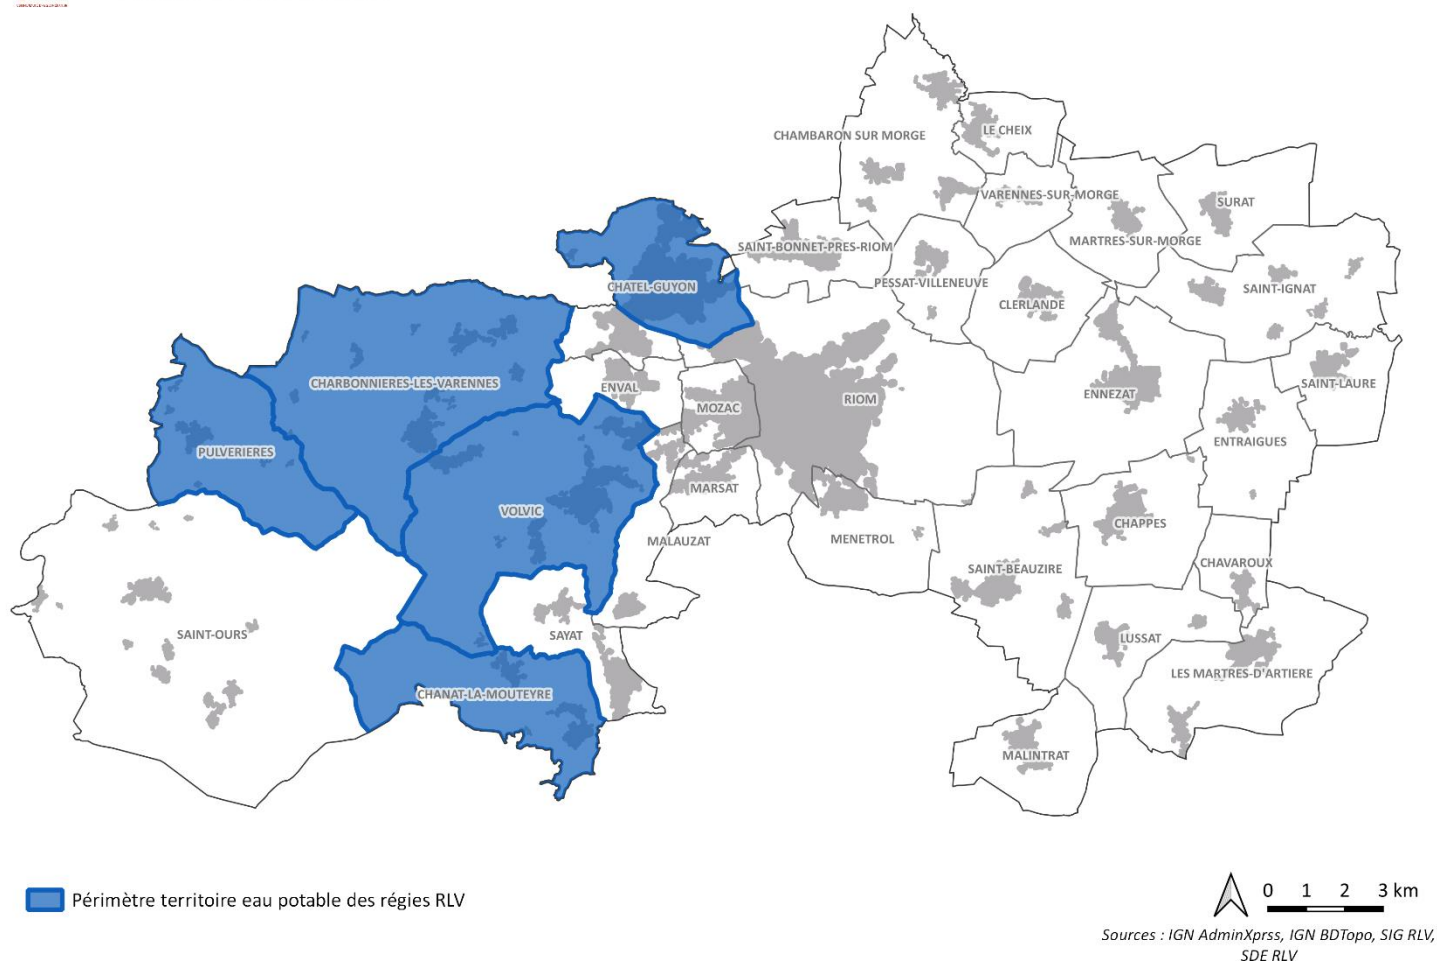 CHAMBARON SUR MORGE
LE CHEIX
VARENNES-SUR-MORGE
SURAT
MARTRES-SUR-MORGE
SAINT-BONNET-PRES-RIOM
PESSAT-VILLENEUVE
SAINT-IGNAT
CHATEL-GUYON
CLERLANDE
CHARBONNIERES-LES-VARENNES
ENVAL
SAINT-LAURE
ENNEZAT
RIOM
MOZAC
ENTRAIGUES
PULVERIERES
MARSAT
VOLVIC
CHAPPES
MENETROL
MALAUZAT
CHAVAROUX
SAINT-BEAUZIRE
SAINT-OURS
SAYAT
LUSSAT
LES MARTRES-D'ARTIERE
CHANAT-LA-MOUTEYRE
MALINTRAT
Périmètre territoire eau potable des régies RLV
0 1 2 3 km
Sources : IGN AdminXprss, IGN BDTopo, SIG RLV,
SDE RLV